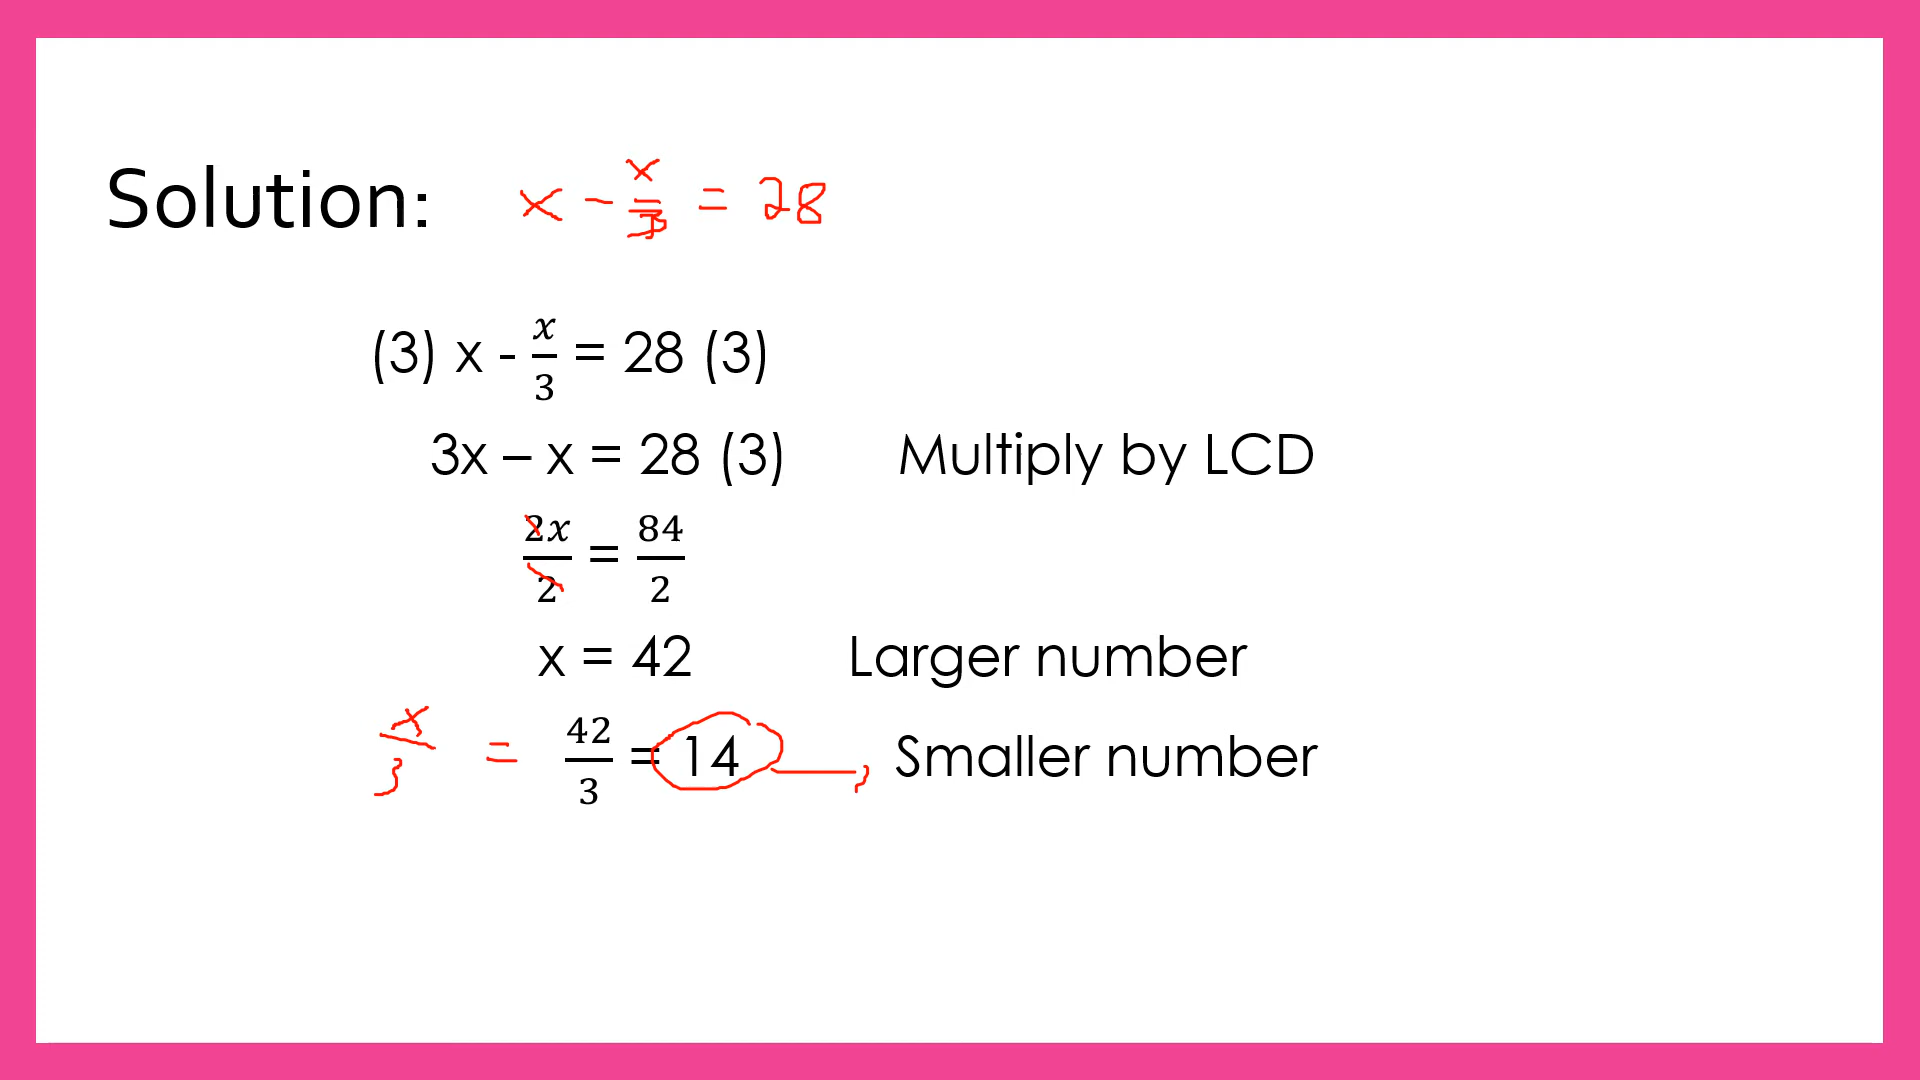 Solution: x - x/3 = 28
(3) x - x/3 = 28 (3)
3x – x = 28 (3) Multiply by LCD
2x/2 = 84/2
x = 42 Larger number
x/3 = 42/3 = 14 Smaller number